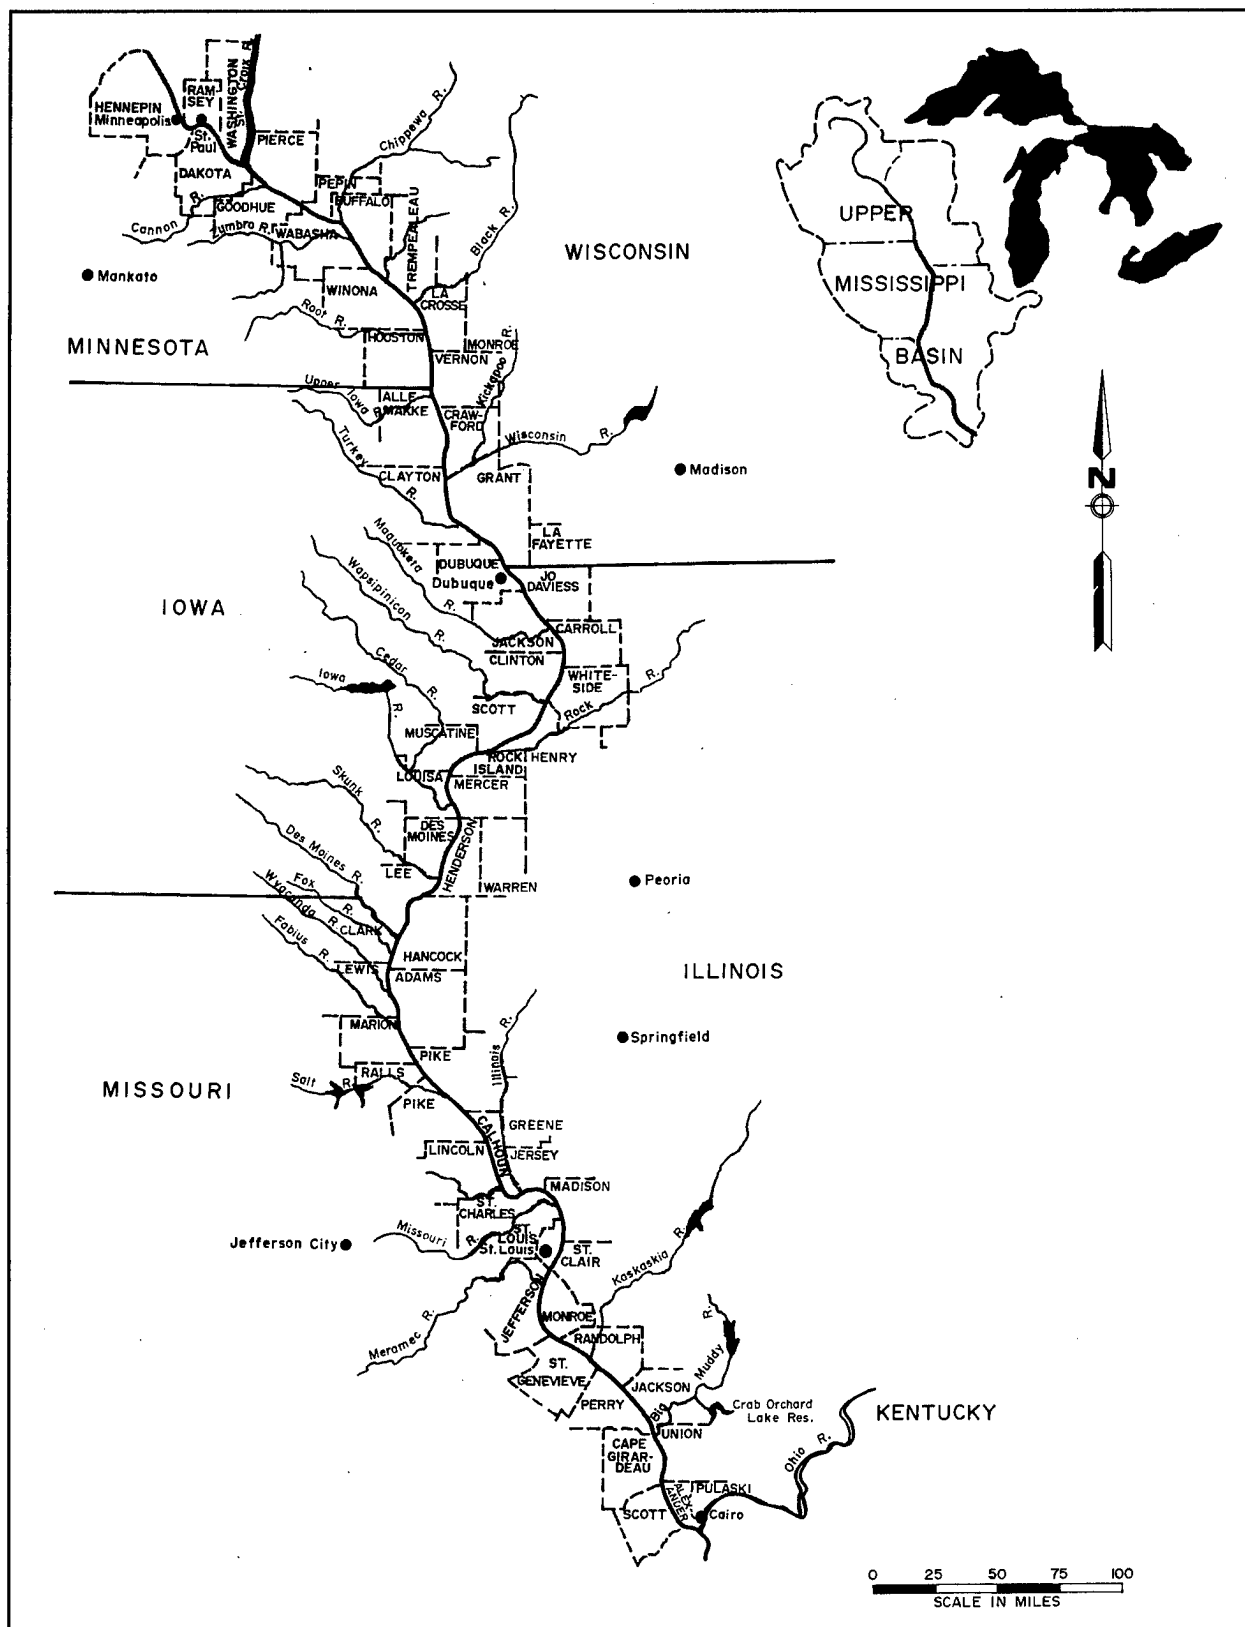 St. Croix R.
WASHINGTON
RAM-
SEY
HENNEPIN
Minneapolis
St.
Paul
PIERCE
DAKOTA
Chippewa R.
PEPIN
BUFFALO
TREMPEALEAU
Cannon R.
GOODHUE
Zumbro R.
WABASHA
Black R.
WISCONSIN
Mankato
WINONA
LA
CROSSE
Root R.
HOUSTON
MONROE
VERNON
MINNESOTA
Kickapoo R.
Upper
Iowa R.
ALLE-
MAKKE
CRAW-
FORD
Wisconsin R.
Turkey R.
CLAYTON
GRANT
Madison
LA
FAYETTE
Maquoketa R.
DUBUQUE
Dubuque
JO
DAVIESS
Wapsipinicon R.
IOWA
CARROLL
JACKSON
CLINTON
Cedar R.
Iowa R.
WHITE-
SIDE
Rock R.
SCOTT
MUSCATINE
ROCK
ISLAND
HENRY
LOUISA
MERCER
Skunk R.
DES
MOINES
HENDERSON
Des Moines R.
LEE
WARREN
Peoria
Fox R.
Wyaconda R.
CLARK
Fabius R.
HANCOCK
LEWIS
ADAMS
ILLINOIS
MARION
Springfield
PIKE
Illinois R.
RALLS
Salt R.
PIKE
MISSOURI
CALHOUN
GREENE
LINCOLN
JERSEY
MADISON
ST.
CHARLES
Missouri R.
ST.
LOUIS
St. Louis
Jefferson City
ST.
CLAIR
Kaskaskia R.
JEFFERSON
MONROE
Meramec R.
RANDOLPH
ST.
GENEVIEVE
Big Muddy R.
JACKSON
PERRY
Crab Orchard
Lake Res.
KENTUCKY
UNION
CAPE
GIRAR-
DEAU
Ohio R.
PULASKI
ALEX-
ANDER
SCOTT
Cairo
UPPER
MISSISSIPPI
BASIN
N
0 25 50 75 100
SCALE IN MILES